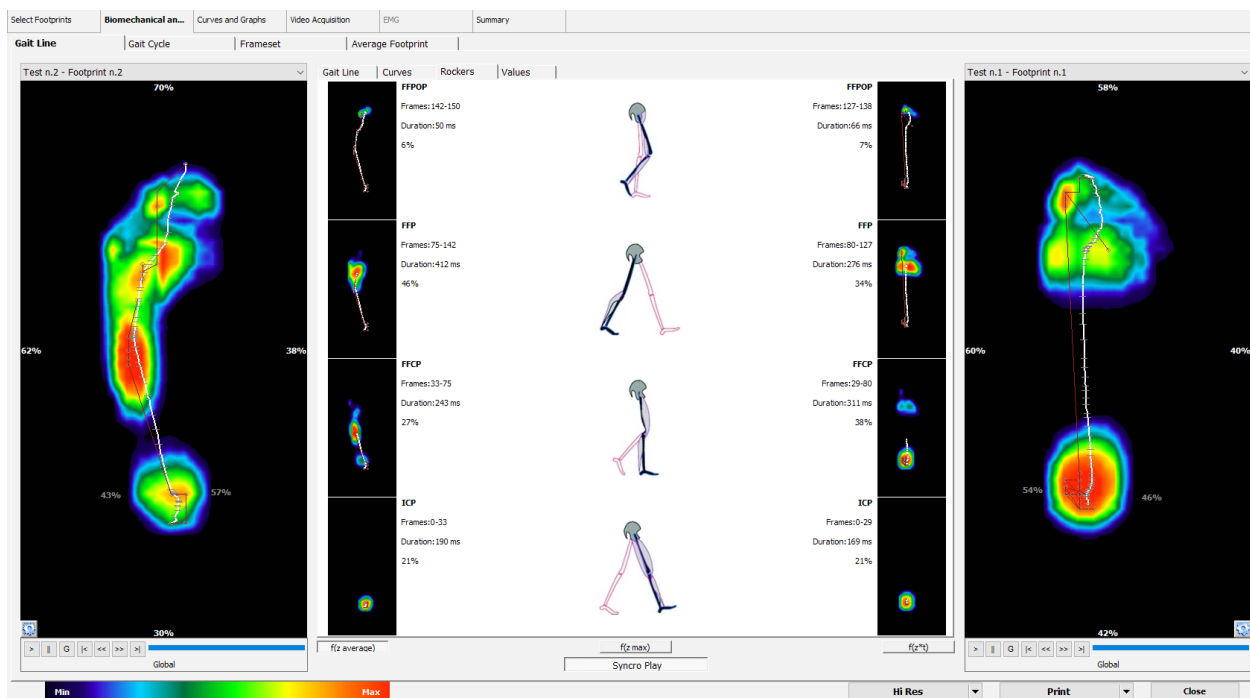 Select Footprints
Biomechanical an...
Curves and Graphs
Video Acquisition
EMG
Summary
Gait Line
Gait Cycle
Frameset
Average Footprint
Test n.2 - Footprint n.2
70%
62%
38%
43%
57%
30%
> || G |< << >> >|
Global
Gait Line
Curves
Rockers
Values
FFPOP
Frames:142-150
Duration:50 ms
6%
FFPOP
Frames:127-138
Duration:66 ms
7%
FFP
Frames:75-142
Duration:412 ms
46%
FFP
Frames:80-127
Duration:276 ms
34%
FFCP
Frames:33-75
Duration:243 ms
27%
FFCP
Frames:29-80
Duration:311 ms
38%
ICP
Frames:0-33
Duration:190 ms
21%
ICP
Frames:0-29
Duration:169 ms
21%
f(z average)
f(z max)
f(z*t)
Syncro Play
Test n.1 - Footprint n.1
58%
60%
40%
54%
46%
42%
> || G |< << >> >|
Global
Min
Max
Hi Res
Print
Close